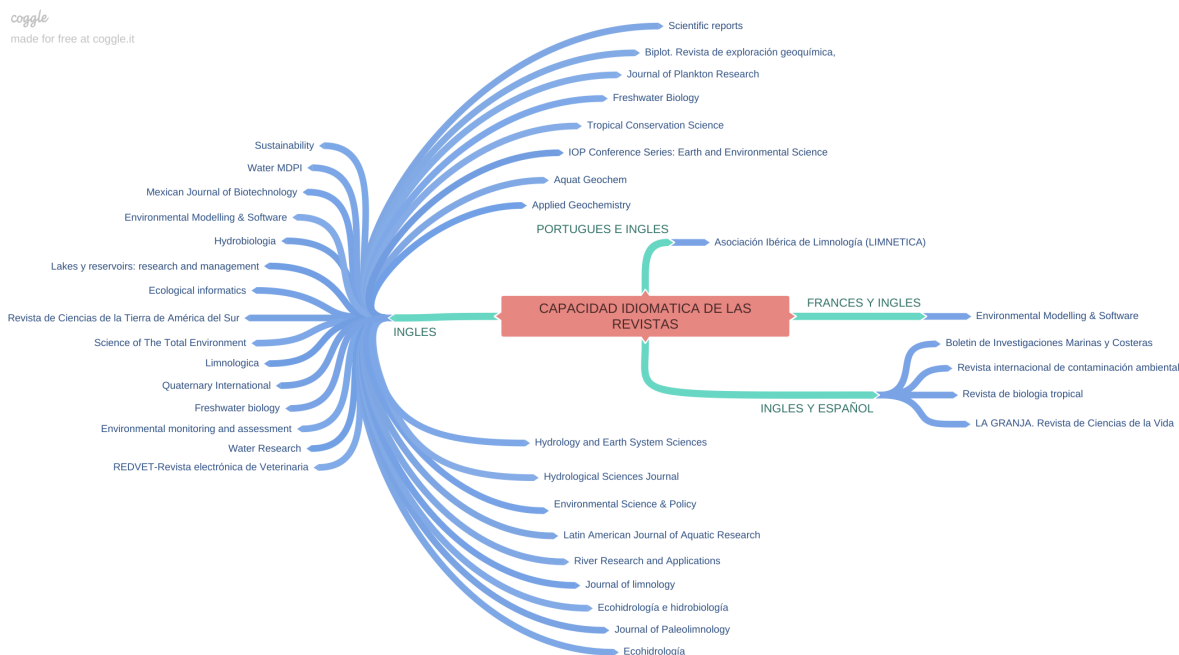 coggle
made for free at coggle.it
Scientific reports
Biplot. Revista de exploración geoquímica,
Journal of Plankton Research
Freshwater Biology
Tropical Conservation Science
IOP Conference Series: Earth and Environmental Science
Aquat Geochem
Applied Geochemistry
Sustainability
Water MDPI
Mexican Journal of Biotechnology
Environmental Modelling & Software
Hydrobiologia
Lakes y reservoirs: research and management
Ecological informatics
Revista de Ciencias de la Tierra de América del Sur
Science of The Total Environment
Limnologica
Quaternary International
Freshwater biology
Environmental monitoring and assessment
Water Research
REDVET-Revista electrónica de Veterinaria
INGLES
CAPACIDAD IDIOMATICA DE LAS
REVISTAS
PORTUGUES E INGLES
Asociación Ibérica de Limnología (LIMNETICA)
FRANCES Y INGLES
Environmental Modelling & Software
INGLES Y ESPAÑOL
Boletin de Investigaciones Marinas y Costeras
Revista internacional de contaminación ambiental
Revista de biologia tropical
LA GRANJA. Revista de Ciencias de la Vida
Hydrology and Earth System Sciences
Hydrological Sciences Journal
Environmental Science & Policy
Latin American Journal of Aquatic Research
River Research and Applications
Journal of limnology
Ecohidrología e hidrobiología
Journal of Paleolimnology
Ecohidrología